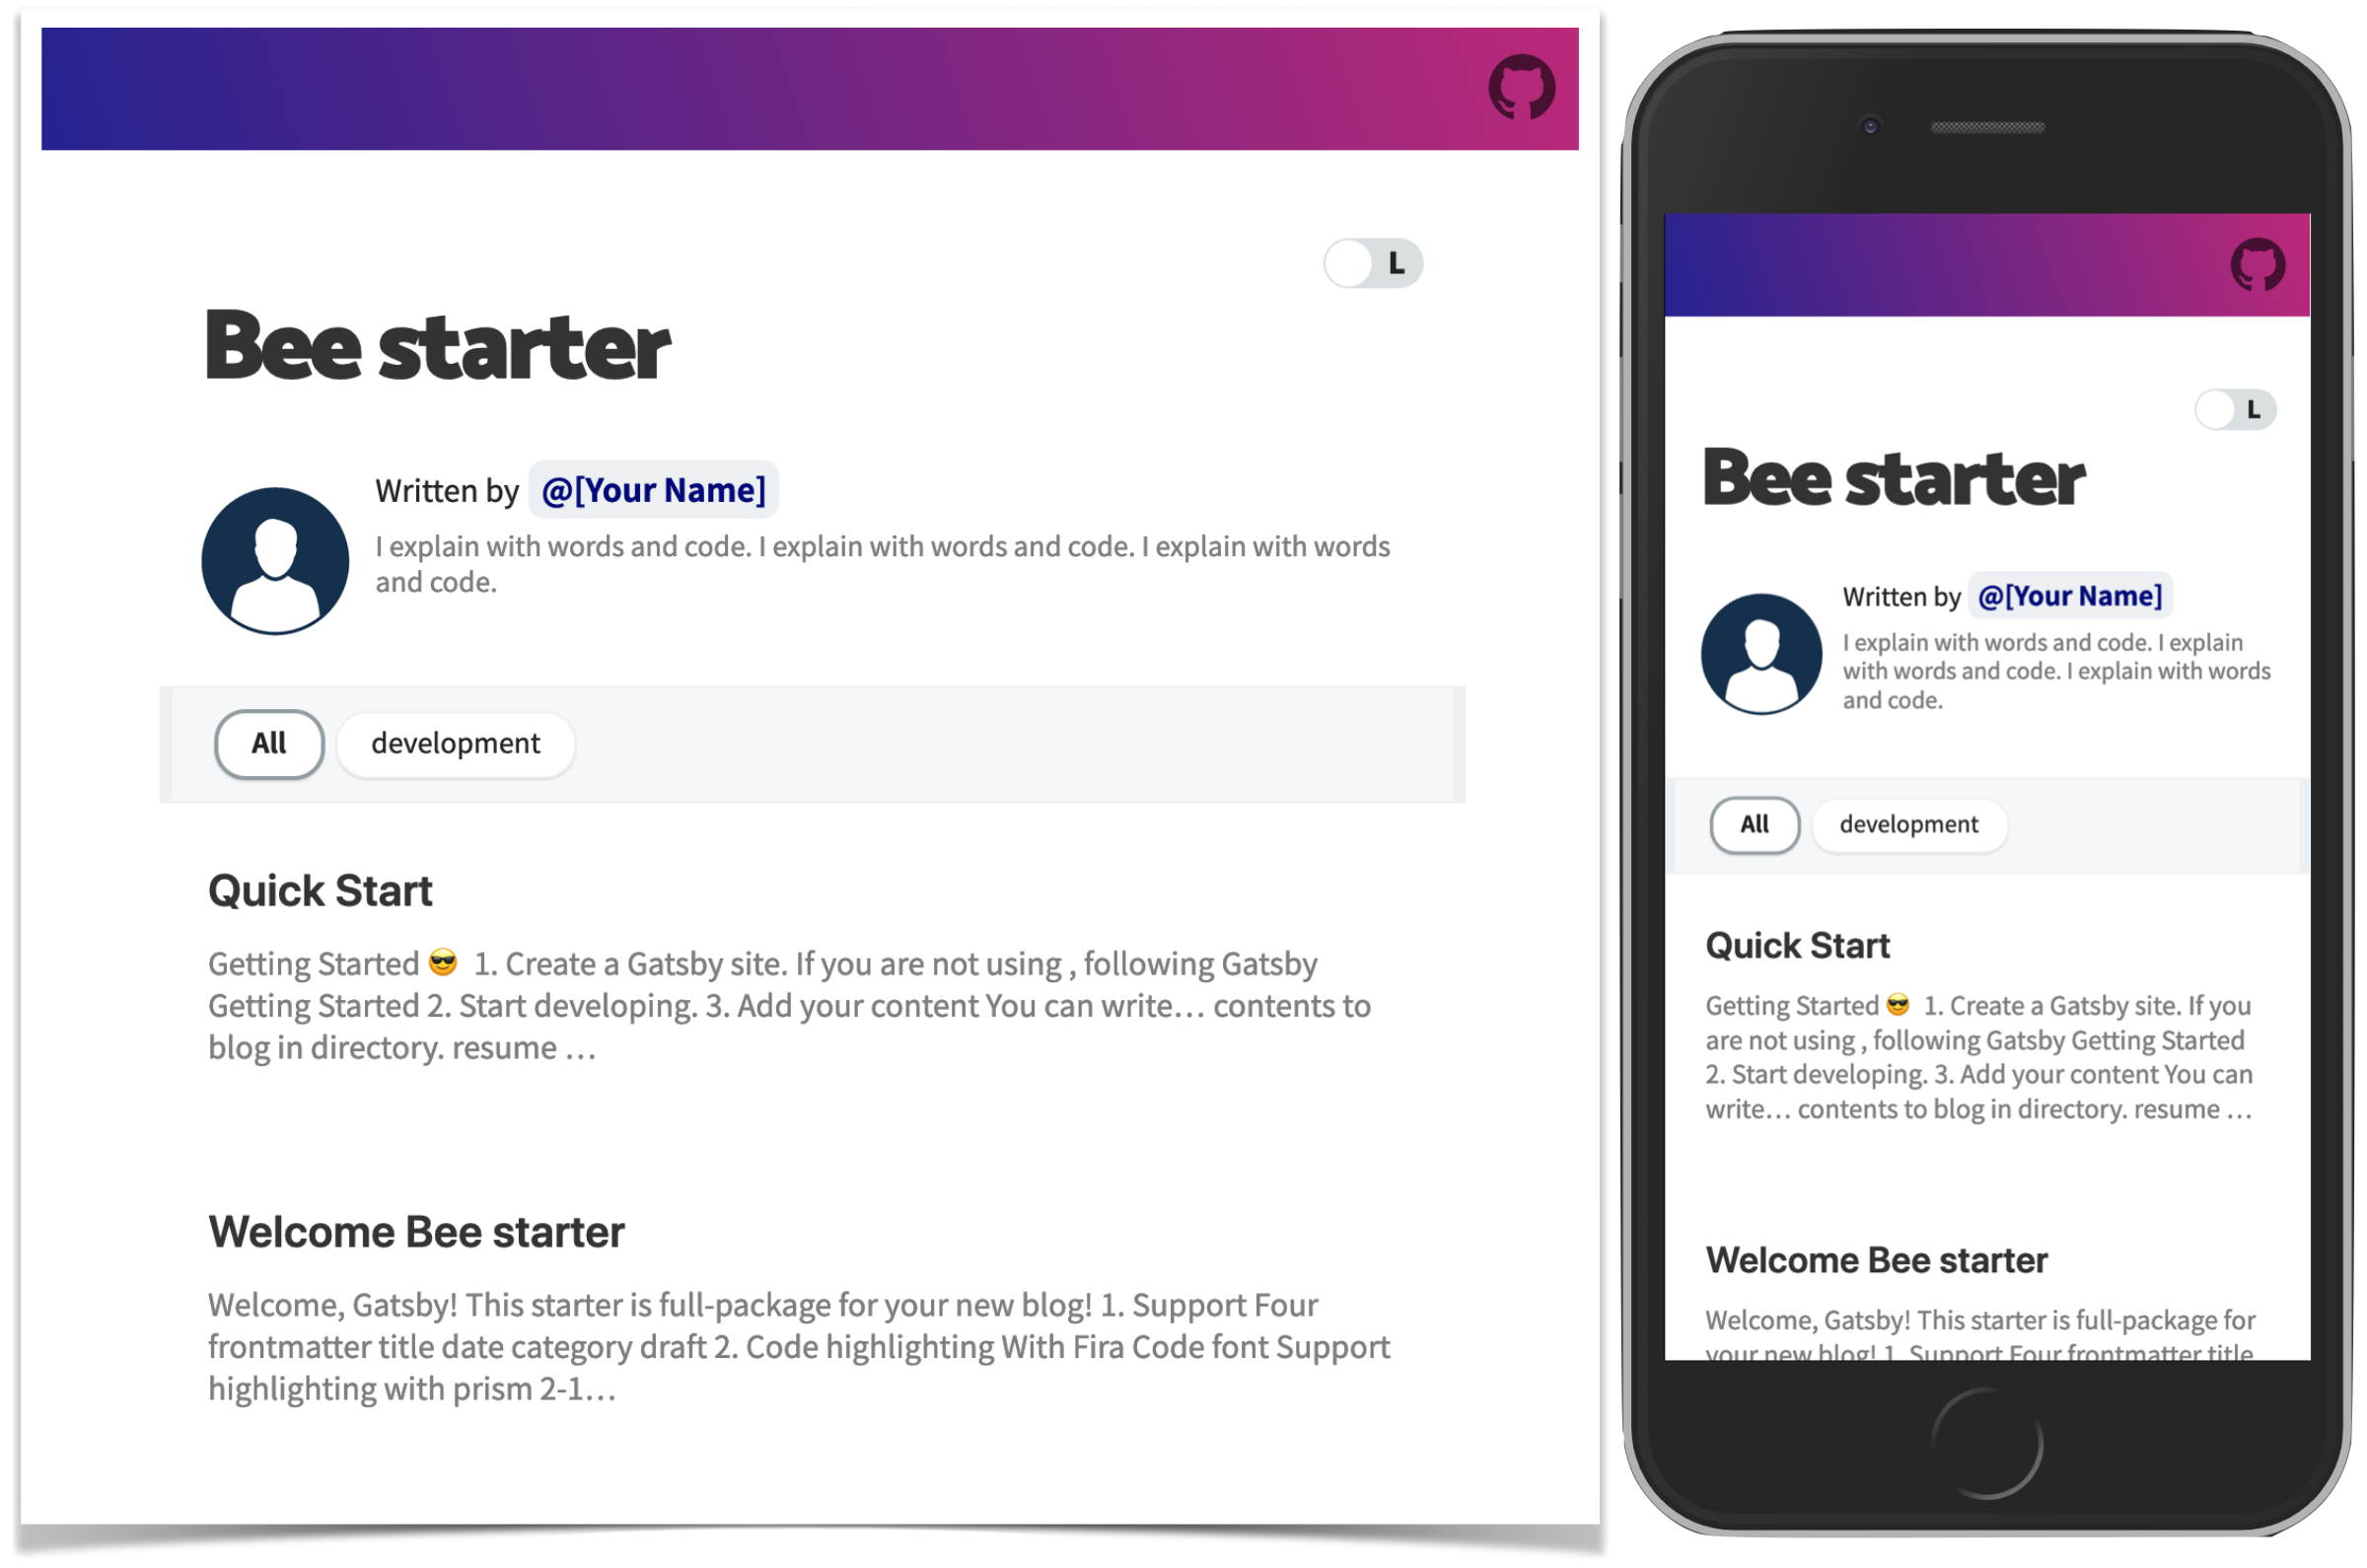 L
Bee starter
Written by @[Your Name]
I explain with words and code. I explain with words and code. I explain with words
and code.
All development
Quick Start
Getting Started 😎 1. Create a Gatsby site. If you are not using , following Gatsby
Getting Started 2. Start developing. 3. Add your content You can write… contents to
blog in directory. resume …
Welcome Bee starter
Welcome, Gatsby! This starter is full-package for your new blog! 1. Support Four
frontmatter title date category draft 2. Code highlighting With Fira Code font Support
highlighting with prism 2-1…
L
Bee starter
Written by @[Your Name]
I explain with words and code. I explain
with words and code. I explain with words
and code.
All development
Quick Start
Getting Started 😎 1. Create a Gatsby site. If you
are not using , following Gatsby Getting Started
2. Start developing. 3. Add your content You can
write… contents to blog in directory. resume …
Welcome Bee starter
Welcome, Gatsby! This starter is full-package for
your new blog! 1. Support Four frontmatter title